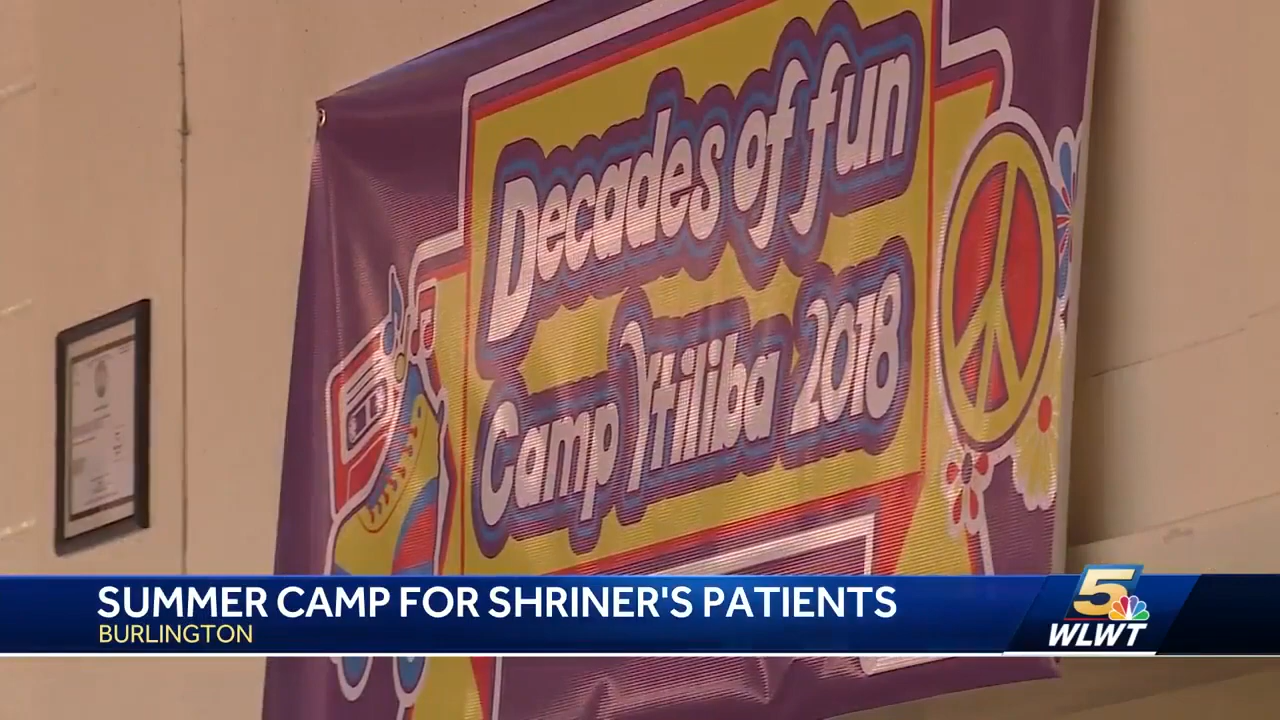 Decades of fun
Camp Ytiliba 2018
SUMMER CAMP FOR SHRINER'S PATIENTS
BURLINGTON
5
WLWT